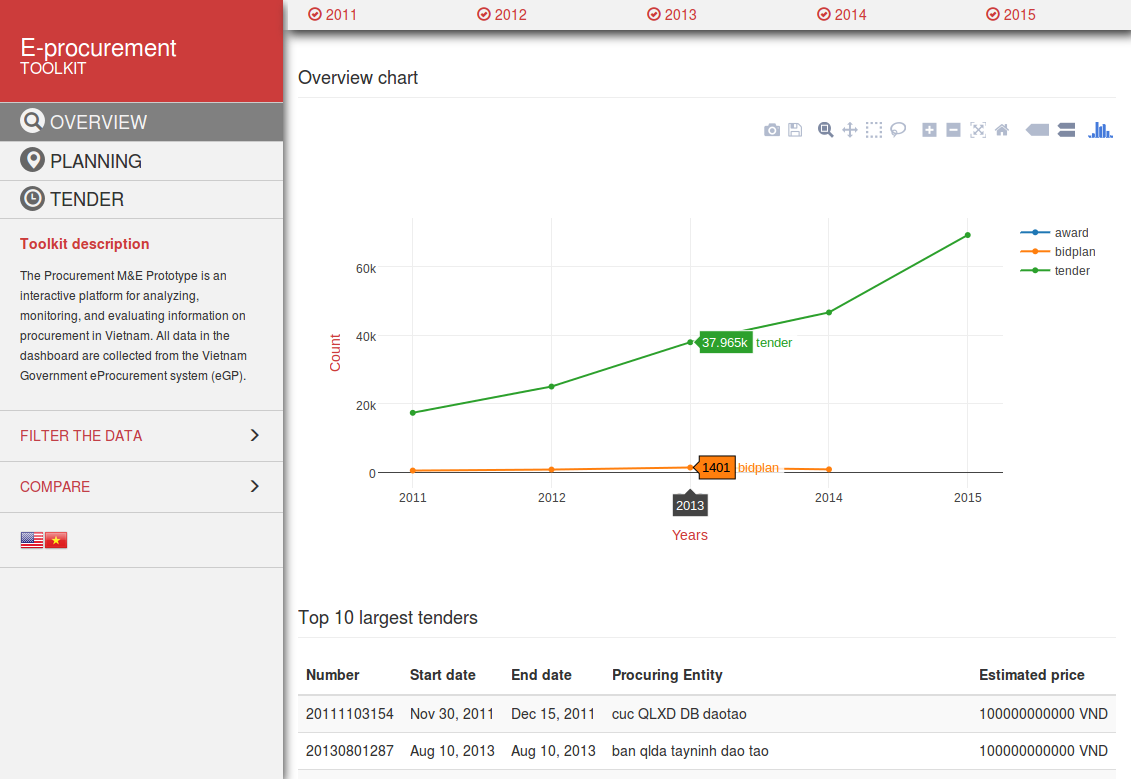 2011 2012 2013 2014 2015
E-procurement
TOOLKIT
OVERVIEW
PLANNING
TENDER
Toolkit description
The Procurement M&E Prototype is an
interactive platform for analyzing,
monitoring, and evaluating information on
procurement in Vietnam. All data in the
dashboard are collected from the Vietnam
Government eProcurement system (eGP).
FILTER THE DATA
COMPARE
Overview chart
award
bidplan
tender
60k
40k
20k
0
Count
37.965k tender
1401 bidplan
2011 2012 2013 2014 2015
Years
Top 10 largest tenders
Number Start date End date Procuring Entity Estimated price
20111103154 Nov 30, 2011 Dec 15, 2011 cuc QLXD DB daotao 100000000000 VND
20130801287 Aug 10, 2013 Aug 10, 2013 ban qlda tayninh dao tao 100000000000 VND